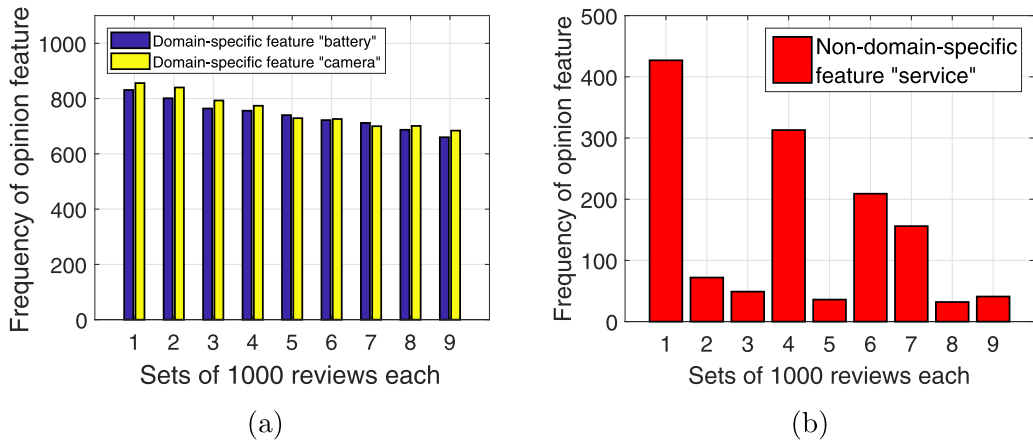 Frequency of opinion feature
1000
800
600
400
200
0
Domain-specific feature "battery"
Domain-specific feature "camera"
1 2 3 4 5 6 7 8 9
Sets of 1000 reviews each
(a)
Frequency of opinion feature
500
400
300
200
100
0
Non-domain-specific
feature "service"
1 2 3 4 5 6 7 8 9
Sets of 1000 reviews each
(b)